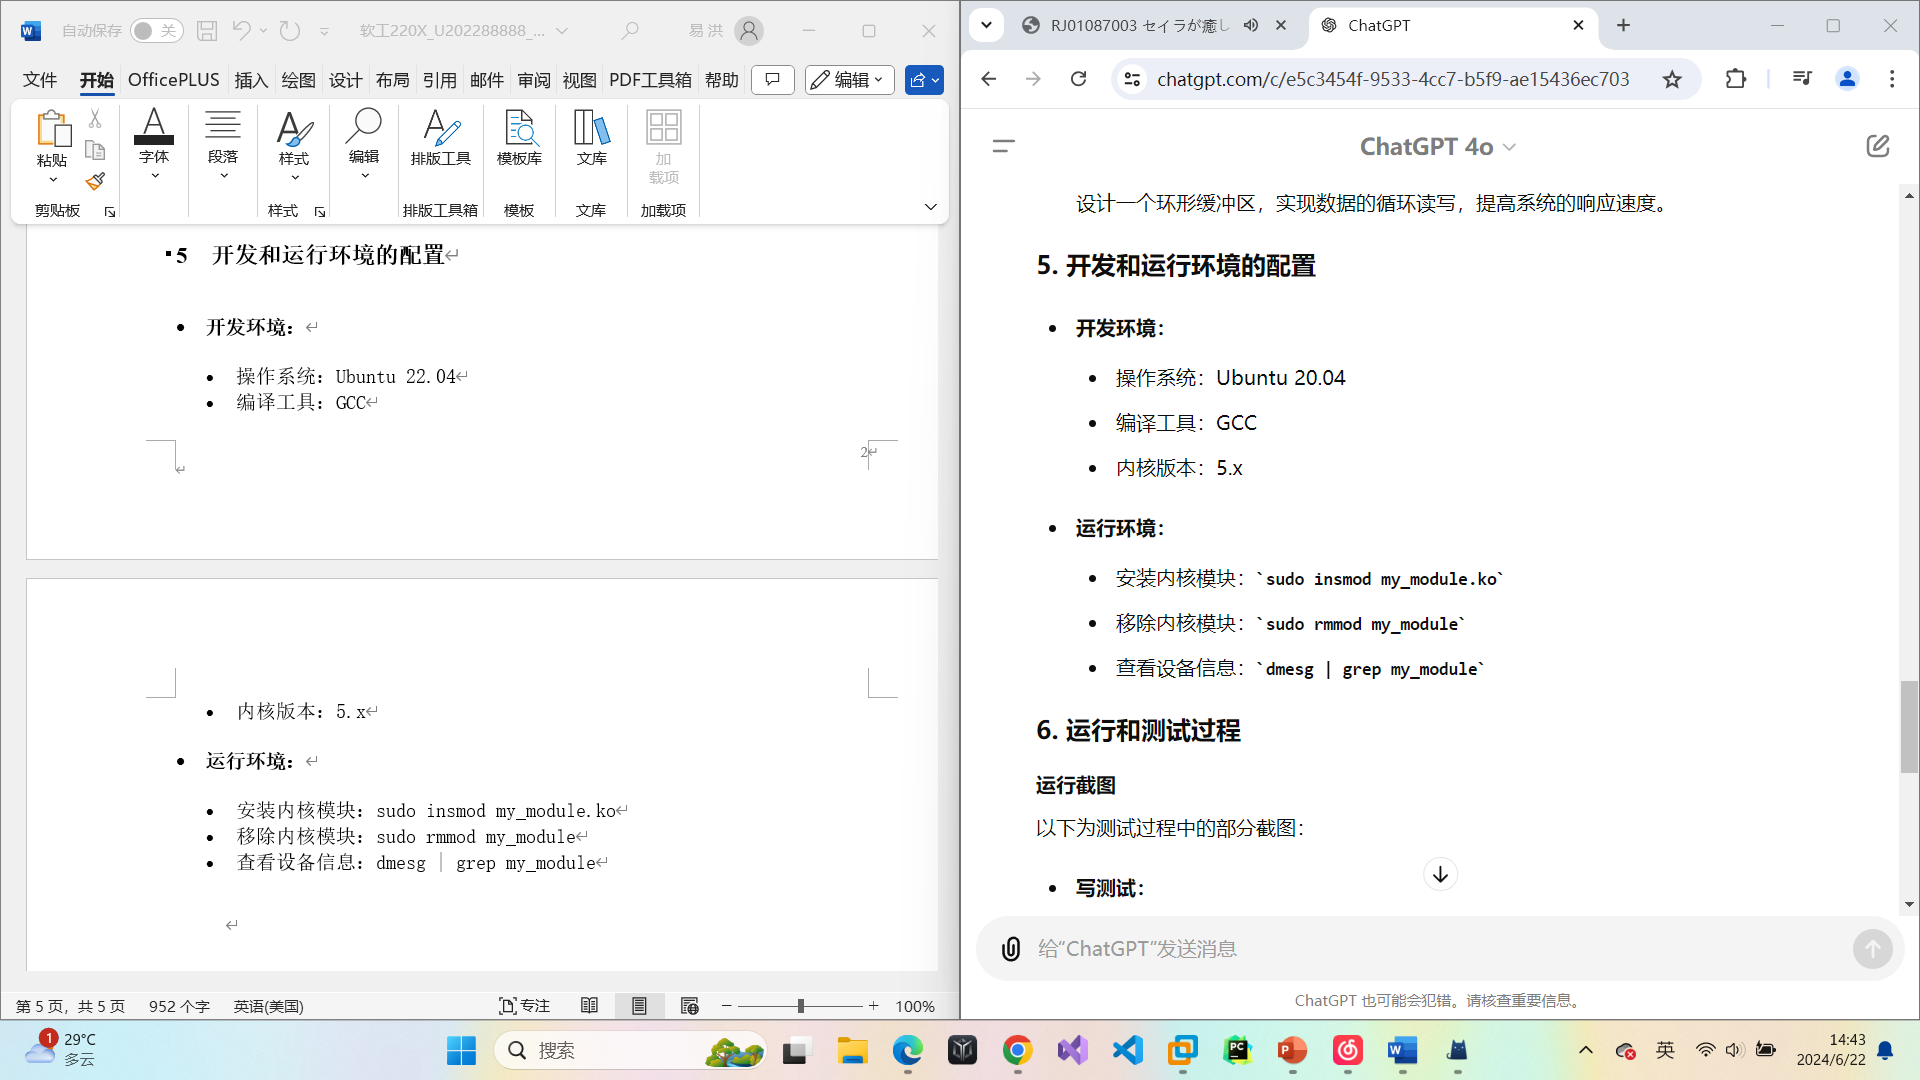 自动保存 关 软工220X_U202288888_... 易 洪
文件 开始 OfficePLUS 插入 绘图 设计 布局 引用 邮件 审阅 视图 PDF工具箱 帮助 编辑
粘贴 字体 段落 样式 编辑 排版工具 模板库 文库 加载项
剪贴板 样式 排版工具箱 模板 文库 加载项
5 开发和运行环境的配置
开发环境：
操作系统：Ubuntu 22.04
编译工具：GCC
2
内核版本：5.x
运行环境：
安装内核模块：sudo insmod my_module.ko
移除内核模块：sudo rmmod my_module
查看设备信息：dmesg | grep my_module
第 5 页，共 5 页 952 个字 英语(美国) 专注 100%
RJ01087003 セイラが癒し ChatGPT
chatgpt.com/c/e5c3454f-9533-4cc7-b5f9-ae15436ec703
ChatGPT 4o
设计一个环形缓冲区，实现数据的循环读写，提高系统的响应速度。
5. 开发和运行环境的配置
开发环境：
操作系统：Ubuntu 20.04
编译工具：GCC
内核版本：5.x
运行环境：
安装内核模块：`sudo insmod my_module.ko`
移除内核模块：`sudo rmmod my_module`
查看设备信息：`dmesg | grep my_module`
6. 运行和测试过程
运行截图
以下为测试过程中的部分截图：
写测试：
给“ChatGPT”发送消息
ChatGPT 也可能会犯错。请核查重要信息。
1 29°C
多云
搜索
英
14:43
2024/6/22